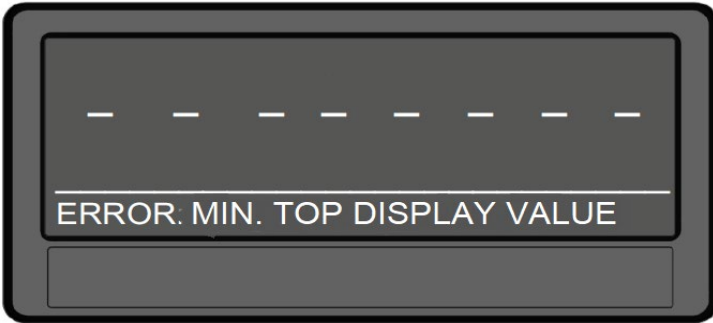 – – – – – – – –
ERROR: MIN. TOP DISPLAY VALUE